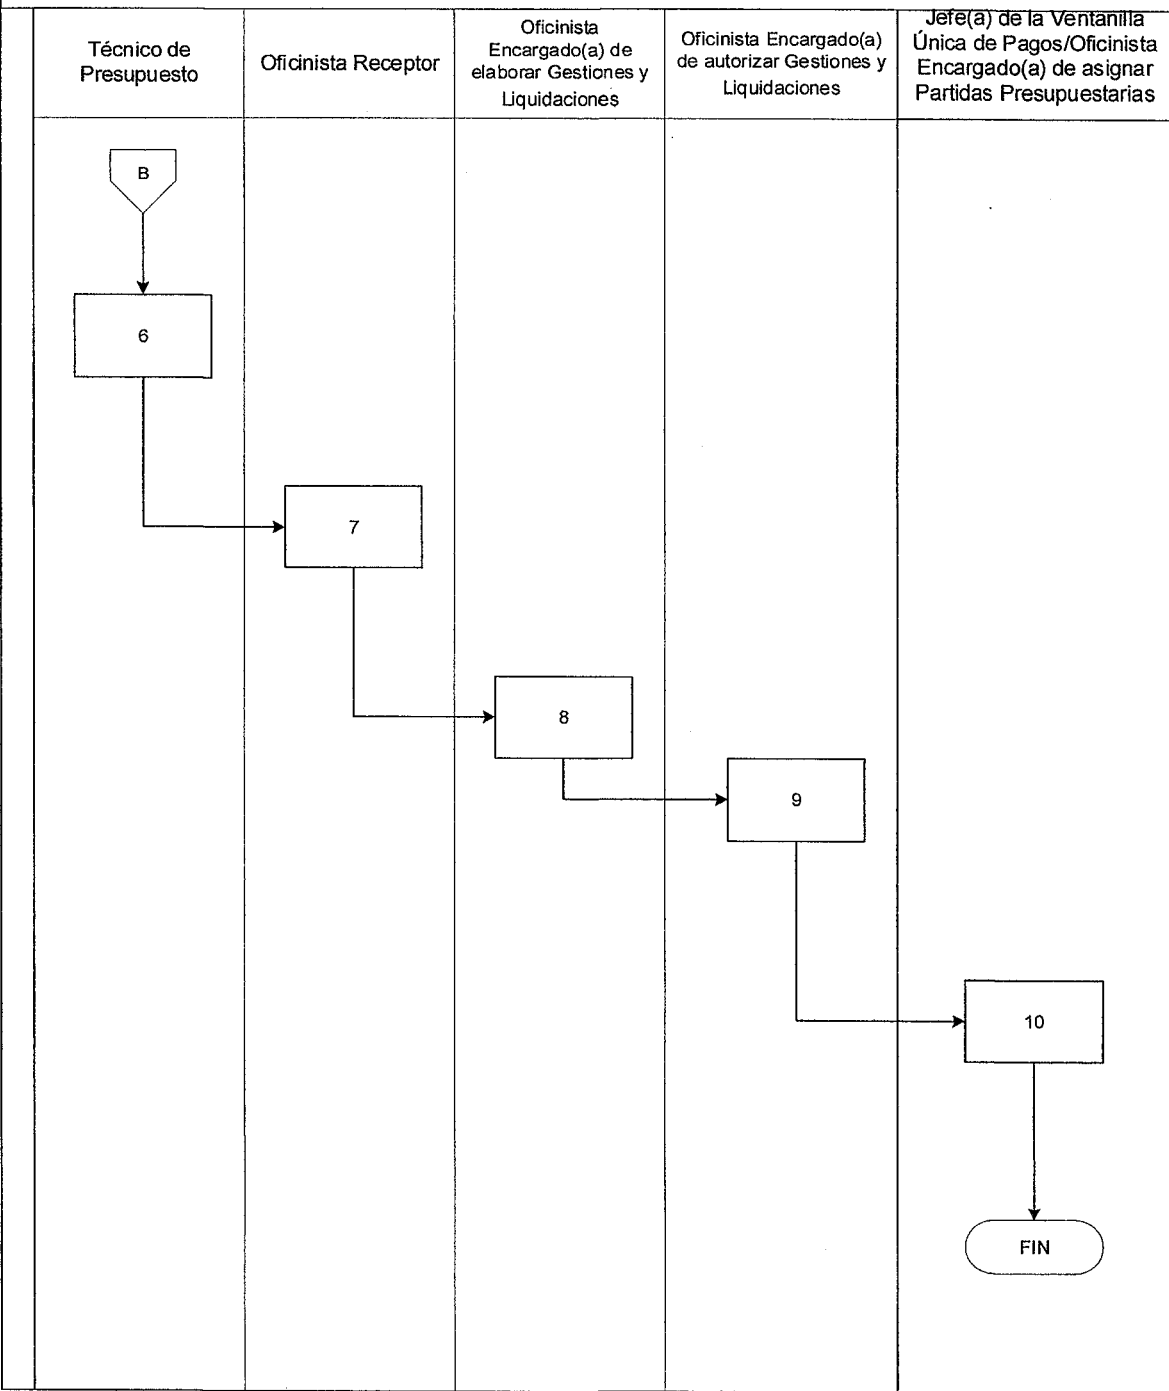 Técnico de
Presupuesto
Oficinista Receptor
Oficinista
Encargado(a) de
elaborar Gestiones y
Liquidaciones
Oficinista Encargado(a)
de autorizar Gestiones y
Liquidaciones
Jefe(a) de la Ventanilla
Única de Pagos/Oficinista
Encargado(a) de asignar
Partidas Presupuestarias
B
6
7
8
9
10
FIN